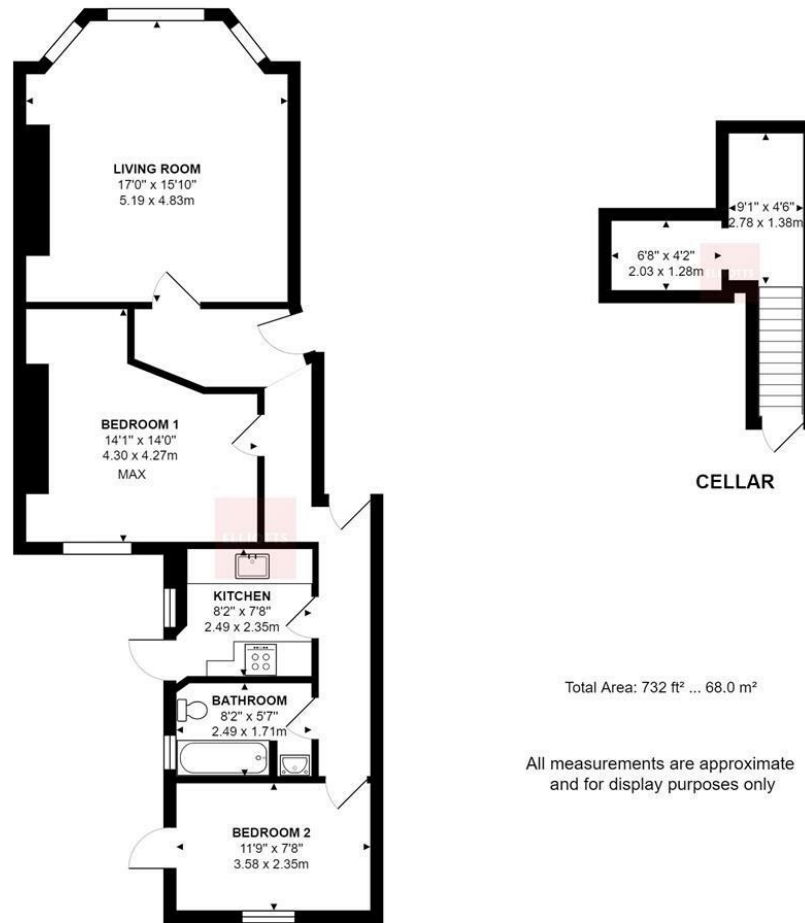 LIVING ROOM
17'0" x 15'10"
5.19 x 4.83m
9'1" x 4'6"
2.78 x 1.38m
6'8" x 4'2"
2.03 x 1.28m
BEDROOM 1
14'1" x 14'0"
4.30 x 4.27m
MAX
CELLAR
ELLIOTTS
KITCHEN
8'2" x 7'8"
2.49 x 2.35m
BATHROOM
8'2" x 5'7"
2.49 x 1.71m
Total Area: 732 ft² ... 68.0 m²
All measurements are approximate
and for display purposes only
BEDROOM 2
11'9" x 7'8"
3.58 x 2.35m